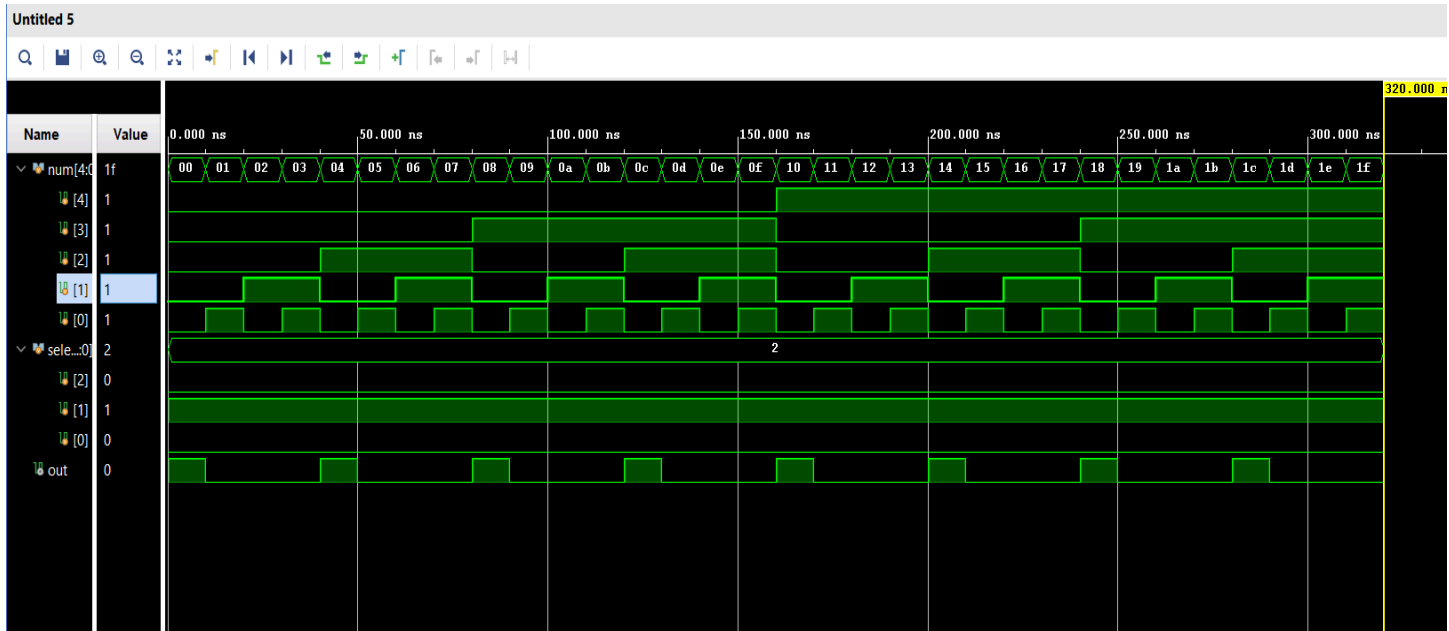 Untitled 5
320.000 n
Name Value 0.000 ns 50.000 ns 100.000 ns 150.000 ns 200.000 ns 250.000 ns 300.000 ns
num[4:0 1f 00 01 02 03 04 05 06 07 08 09 0a 0b 0c 0d 0e 0f 10 11 12 13 14 15 16 17 18 19 1a 1b 1c 1d 1e 1f
[4] 1
[3] 1
[2] 1
[1] 1
[0] 1
sele...:0] 2 2
[2] 0
[1] 1
[0] 0
out 0